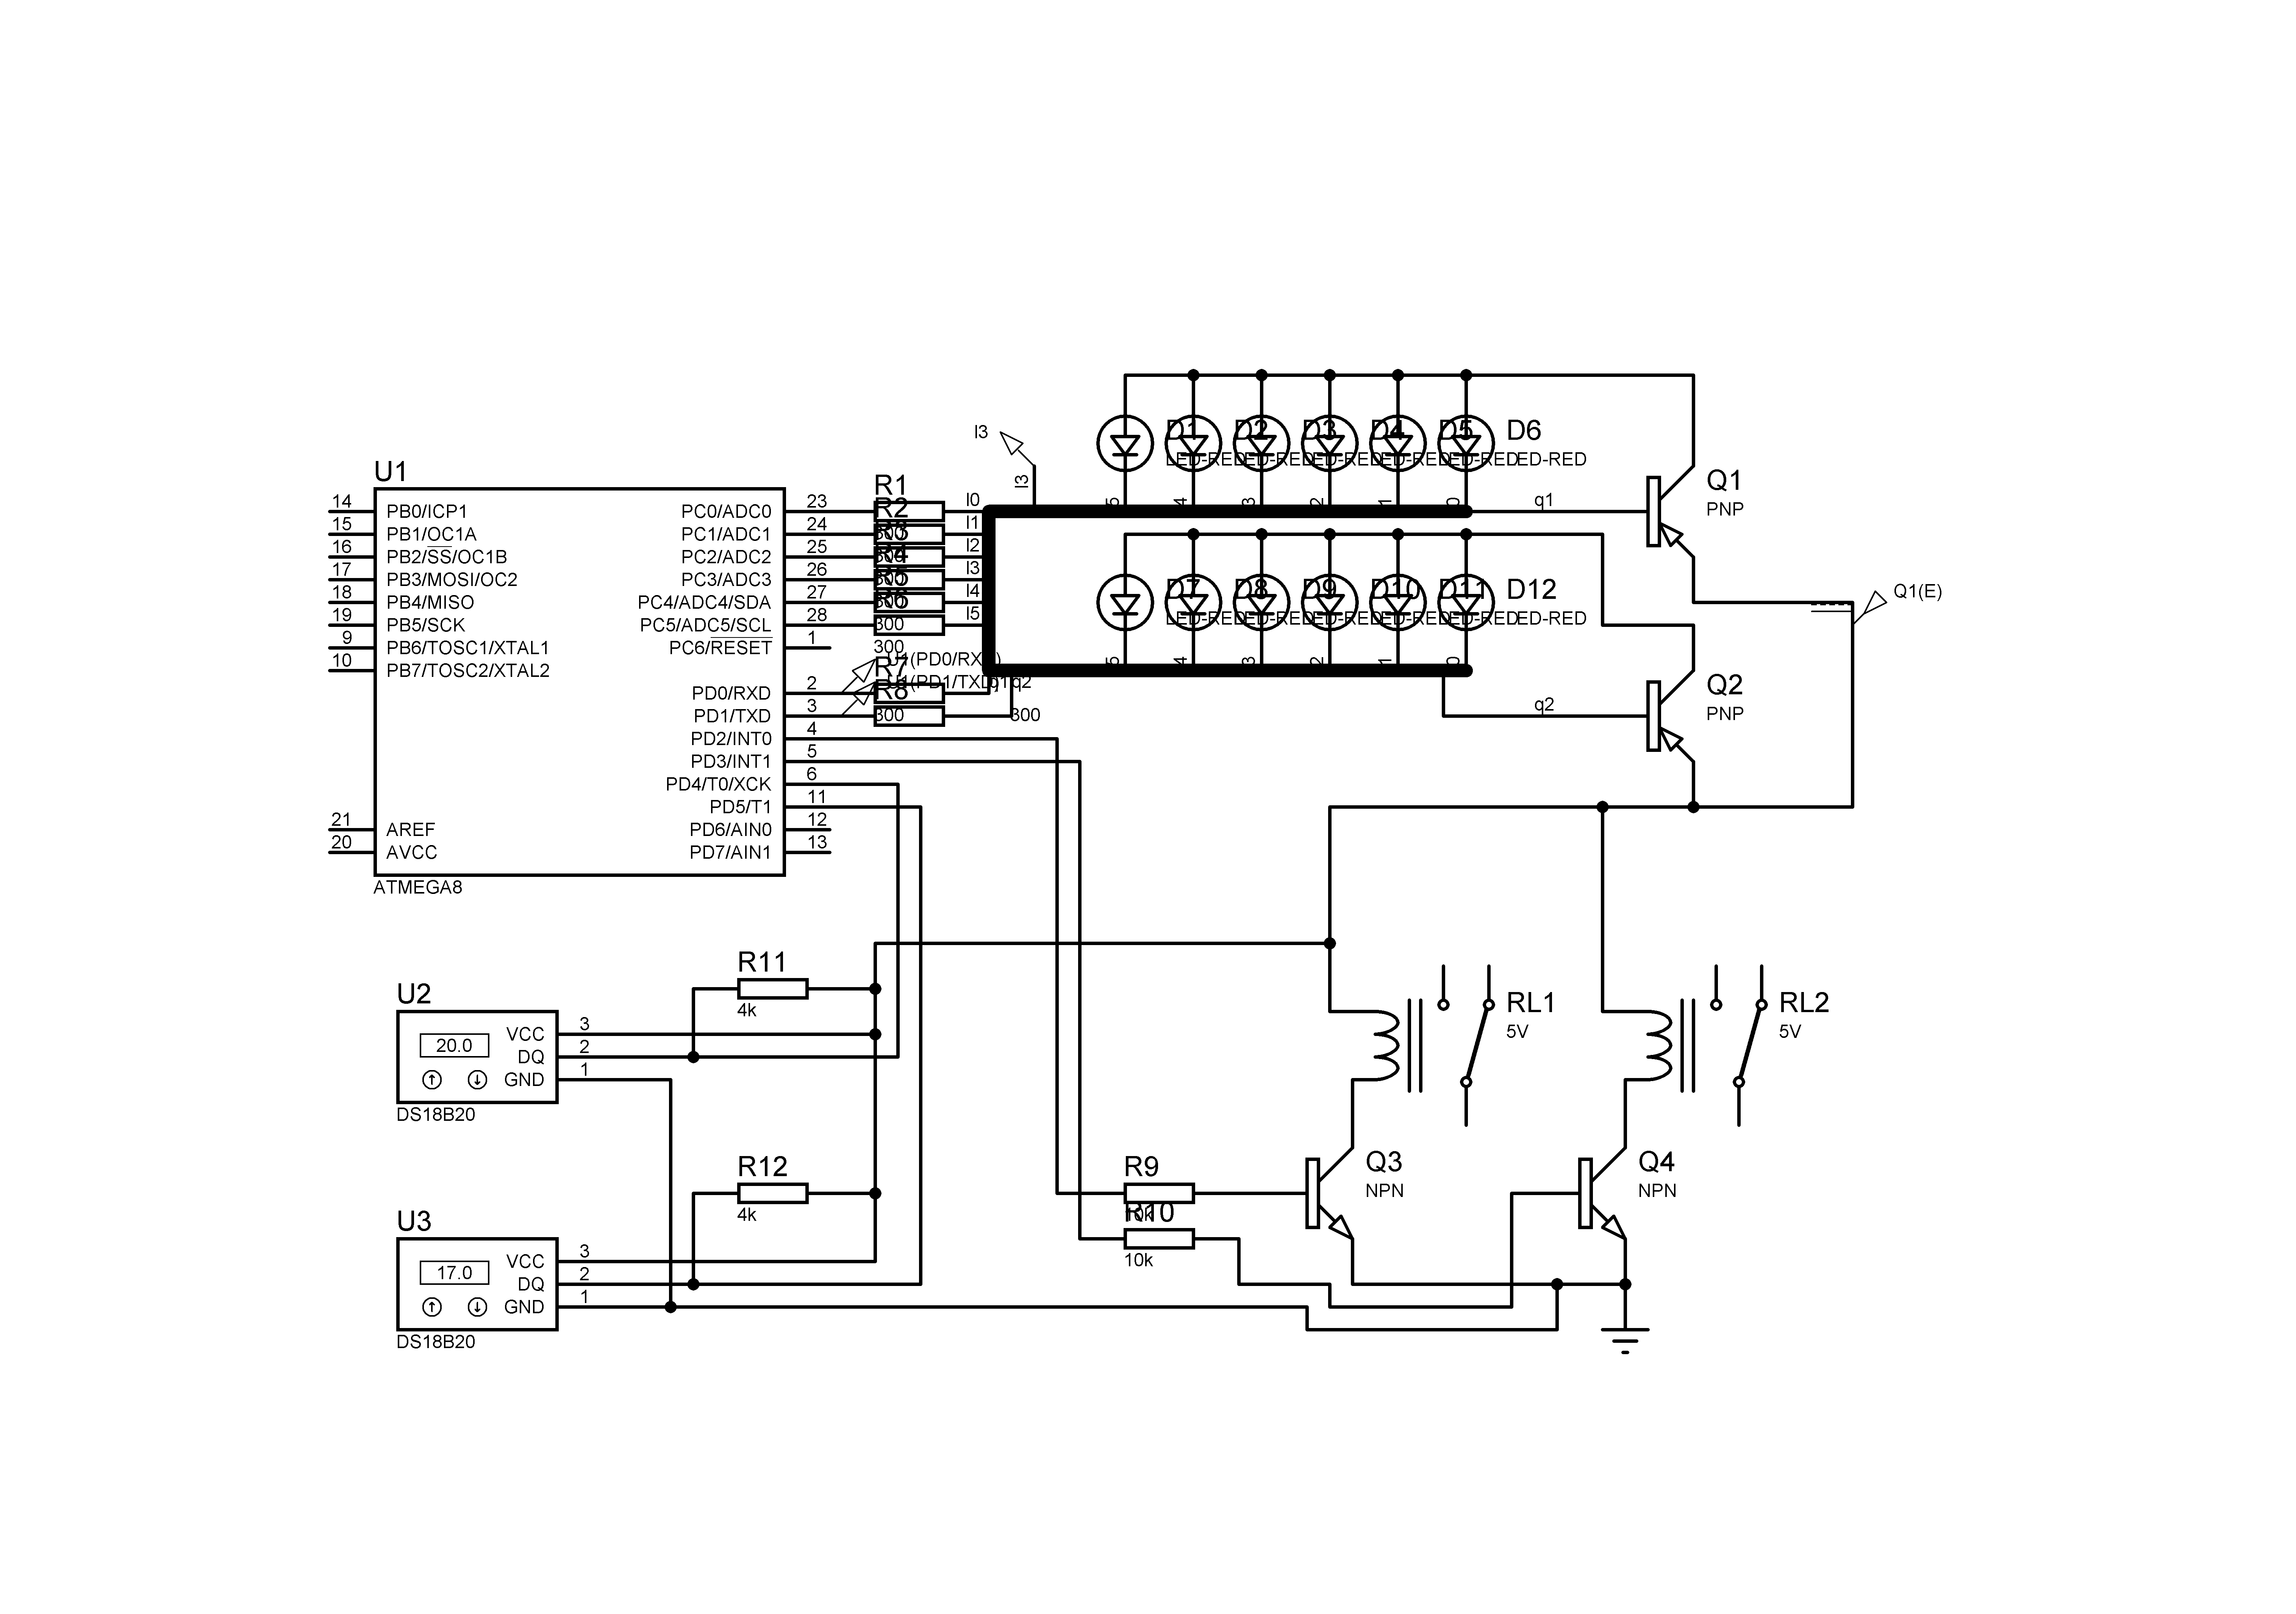 U1
14
PB0/ICP1
15
PB1/OC1A
16
PB2/SS/OC1B
17
PB3/MOSI/OC2
18
PB4/MISO
19
PB5/SCK
9
PB6/TOSC1/XTAL1
10
PB7/TOSC2/XTAL2
21
AREF
20
AVCC
PC0/ADC0
23
PC1/ADC1
24
PC2/ADC2
25
PC3/ADC3
26
PC4/ADC4/SDA
27
PC5/ADC5/SCL
28
PC6/RESET
1
PD0/RXD
2
PD1/TXD
3
PD2/INT0
4
PD3/INT1
5
PD4/T0/XCK
6
PD5/T1
11
PD6/AIN0
12
PD7/AIN1
13
ATMEGA8
R1
R2
R3
R4
R5
R6
300
300
300
300
300
300
l0
l1
l2
l3
l4
l5
l3
l3
U1(PD0/RXD)
R7
U1(PD1/TXD)
R8
q1
q2
300
300
D1
D2
D3
D4
D5
D6
LED-RED
LED-RED
LED-RED
LED-RED
LED-RED
LED-RED
5
4
3
2
1
0
q1
Q1
PNP
D7
D8
D9
D10
D11
D12
LED-RED
LED-RED
LED-RED
LED-RED
LED-RED
LED-RED
5
4
3
2
1
0
q2
Q2
PNP
Q1(E)
R11
4k
U2
20.0
VCC
3
DQ
2
GND
1
DS18B20
R12
4k
U3
17.0
VCC
3
DQ
2
GND
1
DS18B20
R9
10k
R10
10k
Q3
NPN
Q4
NPN
RL1
5V
RL2
5V